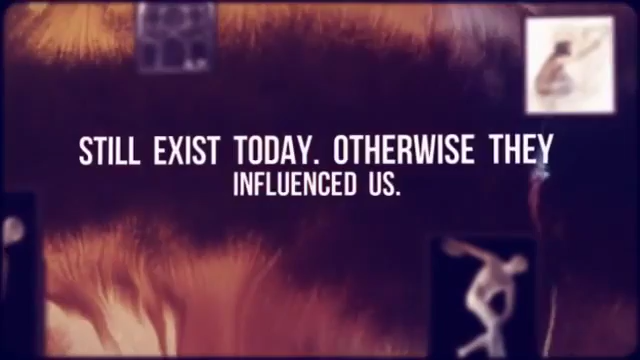 STILL EXIST TODAY. OTHERWISE THEY
INFLUENCED US.